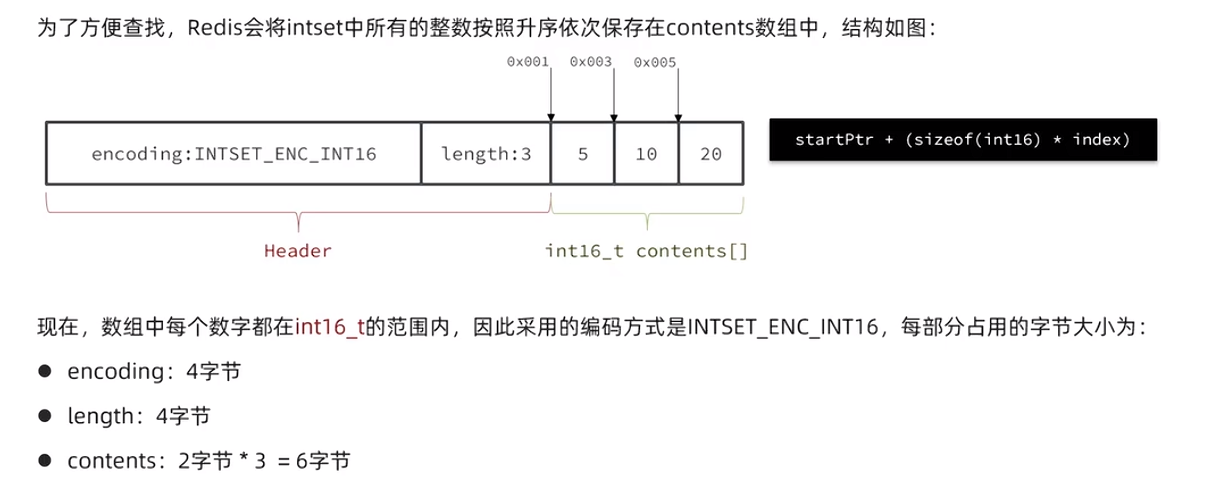 为了方便查找，Redis会将intset中所有的整数按照升序依次保存在contents数组中，结构如图：
0x001 0x003 0x005
encoding:INTSET_ENC_INT16 length:3 5 10 20
startPtr + (sizeof(int16) * index)
Header
int16_t contents[]
现在，数组中每个数字都在int16_t的范围内，因此采用的编码方式是INTSET_ENC_INT16，每部分占用的字节大小为：
● encoding：4字节
● length：4字节
● contents：2字节 * 3 = 6字节